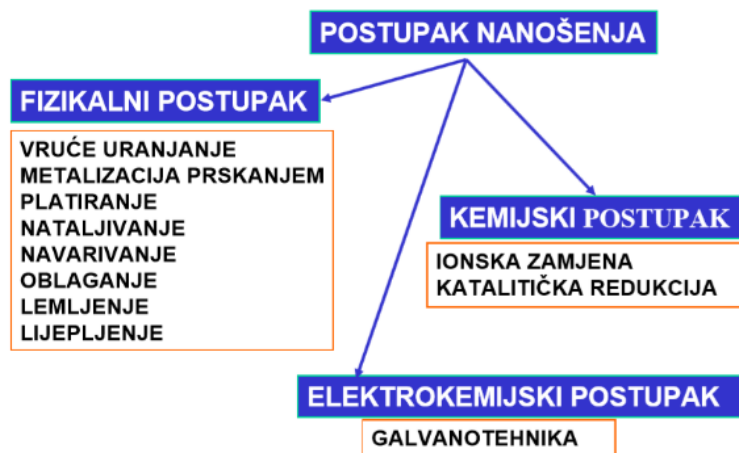 POSTUPAK NANOŠENJA
FIZIKALNI POSTUPAK
VRUĆE URANJANJE
METALIZACIJA PRSKANJEM
PLATIRANJE
NATALJIVANJE
NAVARIVANJE
OBLAGANJE
LEMLJENJE
LIJEPLJENJE
KEMIJSKI POSTUPAK
IONSKA ZAMJENA
KATALITIČKA REDUKCIJA
ELEKTROKEMIJSKI POSTUPAK
GALVANOTEHNIKA